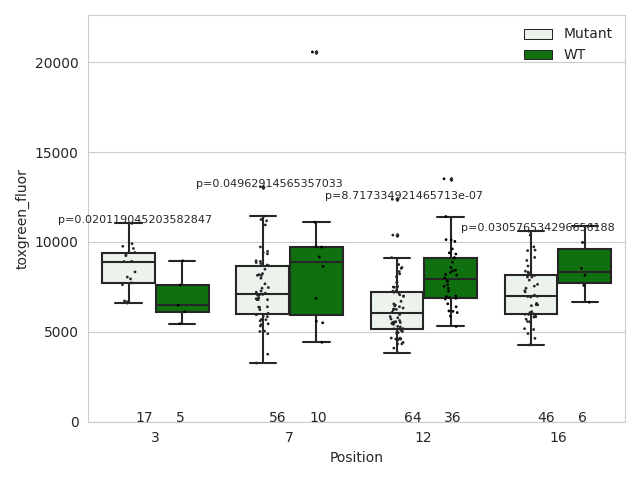 Mutant
WT
20000
15000
10000
5000
0
toxgreen_fluor
p=0.020119045203582847
p=0.04962914565357033
p=8.717334921465713e-07
p=0.030576534296656188
17 5 56 10 64 36 46 6
3 7 12 16
Position